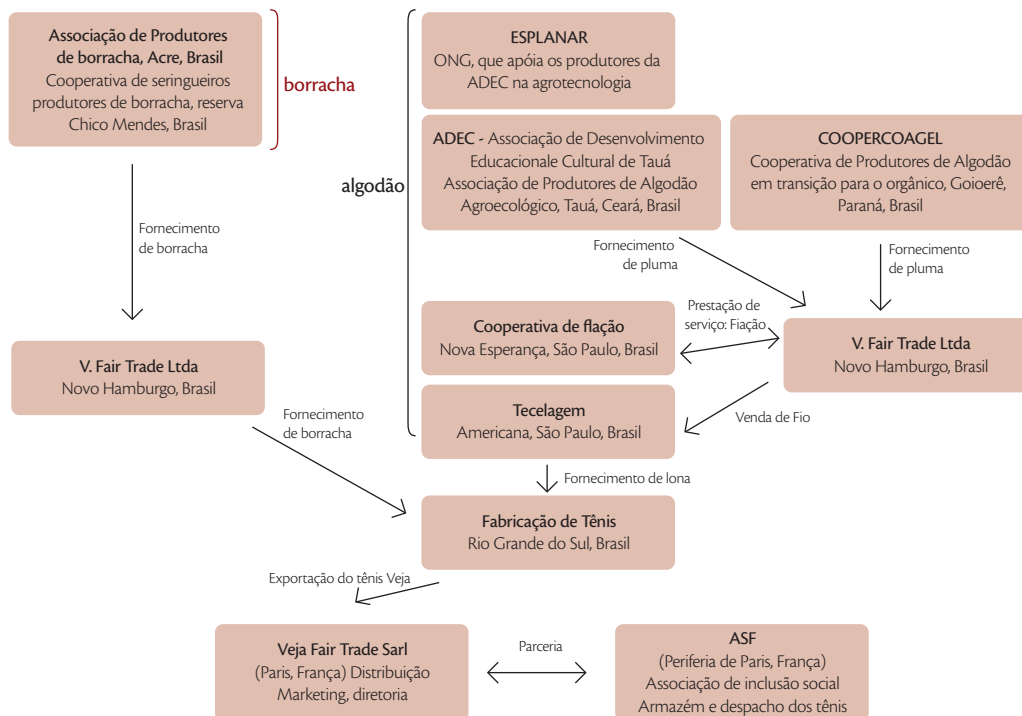 Associação de Produtores
de borracha, Acre, Brasil
Cooperativa de seringueiros
produtores de borracha, reserva
Chico Mendes, Brasil
borracha
ESPLANAR
ONG, que apóia os produtores da
ADEC na agrotecnologia
algodão
ADEC - Associação de Desenvolvimento
Educacionale Cultural de Tauá
Associação de Produtores de Algodão
Agroecológico, Tauá, Ceará, Brasil
COOPERCOAGEL
Cooperativa de Produtores de Algodão
em transição para o orgânico, Goioerê,
Paraná, Brasil
Fornecimento
de borracha
Fornecimento
de pluma
Fornecimento
de pluma
Cooperativa de flação
Nova Esperança, São Paulo, Brasil
Prestação de
serviço: Fiação
V. Fair Trade Ltda
Novo Hamburgo, Brasil
V. Fair Trade Ltda
Novo Hamburgo, Brasil
Tecelagem
Americana, São Paulo, Brasil
Venda de Fio
Fornecimento
de borracha
Fornecimento de lona
Fabricação de Tênis
Rio Grande do Sul, Brasil
Exportação do tênis Veja
Veja Fair Trade Sarl
(Paris, França) Distribuição
Marketing, diretoria
Parceria
ASF
(Periferia de Paris, França)
Associação de inclusão social
Armazém e despacho dos tênis